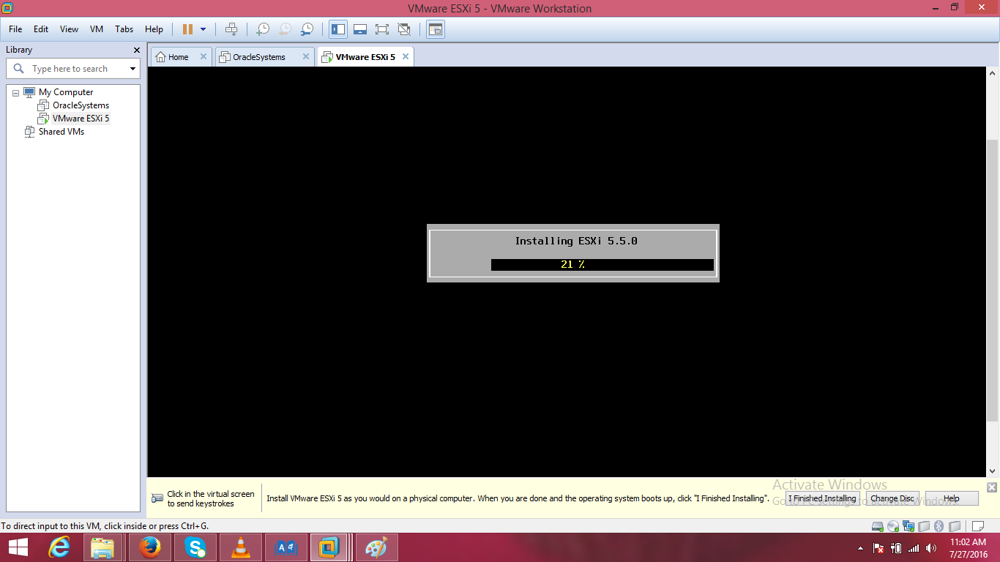 VMware ESXi 5 - VMware Workstation
File Edit View VM Tabs Help
Library
Type here to search
My Computer
OracleSystems
VMware ESXi 5
Shared VMs
Home OracleSystems VMware ESXi 5
Installing ESXi 5.5.0
21 %
Click in the virtual screen
to send keystrokes
Install VMware ESXi 5 as you would on a physical computer. When you are done and the operating system boots up, click "I Finished Installing".
I Finished Installing Change Disc Help
Activate Windows
Go to PC settings to activate Windows.
To direct input to this VM, click inside or press Ctrl+G.
11:02 AM
7/27/2016